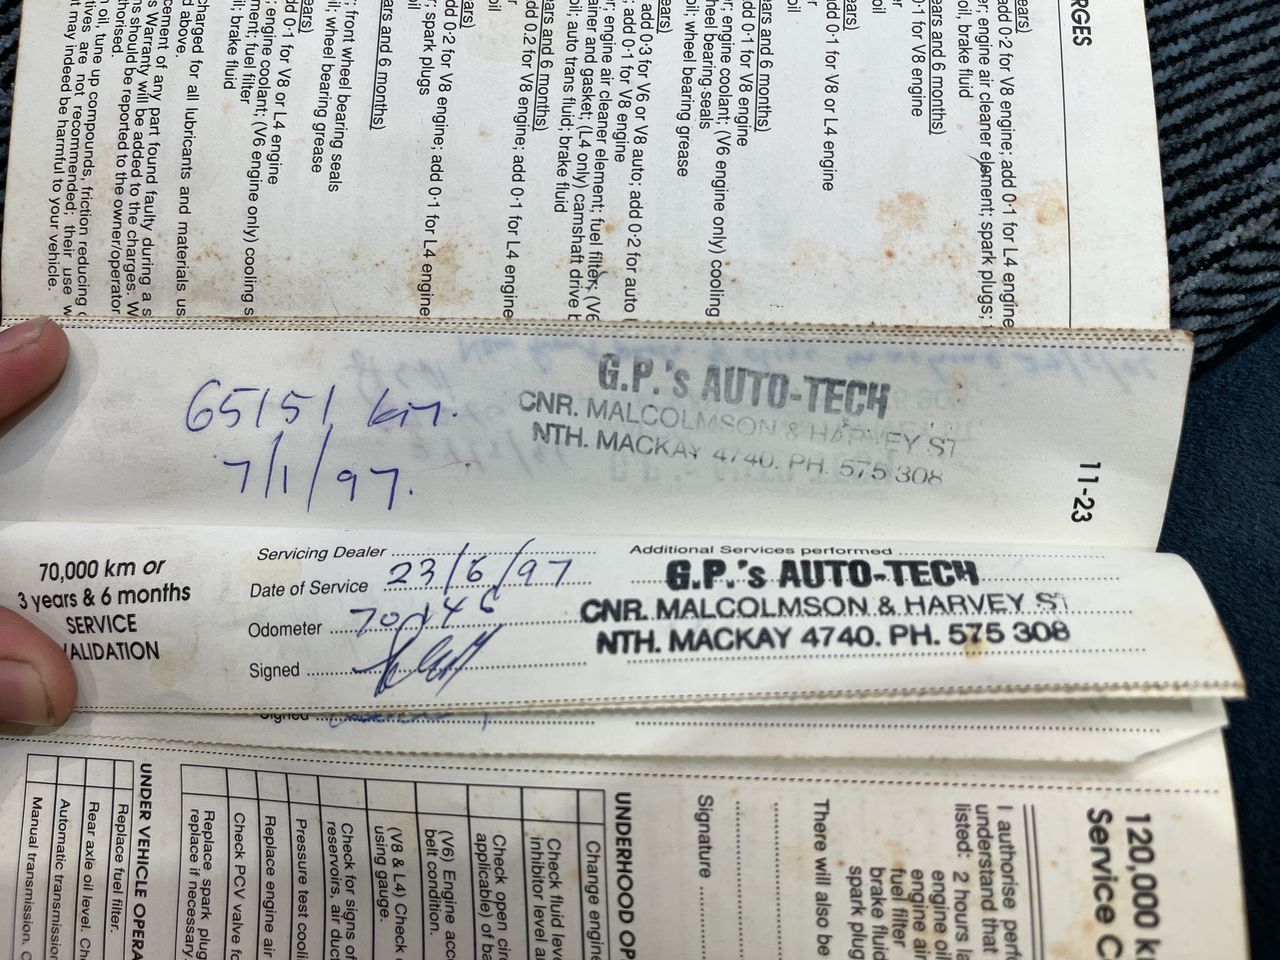 RGES
ears)
add 0·2 for V8 engine; add 0·1 for L4 engine
r; engine air cleaner element; spark plugs;
oil, brake fluid
ears and 6 months)
0·1 for V8 engine
er
oil
add 0·1 for V8 or L4 engine
oil
ears and 6 months)
add 0·1 for V8 engine
r; engine coolant; (V6 engine only) cooling
heel bearing seals
oil; wheel bearing grease
ears)
add 0·3 for V6 or V8 auto; add 0·2 for auto
; add 0·1 for V8 engine
er; engine air cleaner element; fuel filter; (V6
ainer and gasket; (L4 only) camshaft drive b
oil; auto trans fluid; brake fluid
ears and 6 months)
add 0.2 for V8 engine; add 0·1 for L4 engine
er
oil
ears)
add 0·2 for V8 engine; add 0·1 for L4 engine
r; spark plugs
oil
ars and 6 months)
; front wheel bearing seals
il; wheel bearing grease
ears)
dd 0·1 for V8 or L4 engine
; engine coolant; (V6 engine only) cooling s
ment; fuel filter
il; brake fluid
charged for all lubricants and materials us
d above.
cement of any part found faulty during a s
s Warranty will be added to the charges. W
ns should be reported to the owner/operator
thorised.
n oil, tune up compounds, friction reducing
tives are not recommended; their use w
t may indeed be harmful to your vehicle.
65151 km.
7/1/97.
G.P.'s AUTO-TECH
CNR. MALCOLMSON & HARVEY ST
NTH. MACKAY 4740. PH. 575 308
11-23
70,000 km or
3 years & 6 months
SERVICE
VALIDATION
Servicing Dealer
Date of Service 23/6/97
Odometer 70146
Signed
Additional Services performed
G.P.'s AUTO-TECH
CNR. MALCOLMSON & HARVEY ST
NTH. MACKAY 4740. PH. 575 308
Signed
120,000 k
Service C
I authorise perf
understand that
listed: 2 hours la
engine oil
engine air
fuel filter
brake fluid
spark plug
There will also be
Signature
UNDERHOOD OP
Change engine
Check fluid leve
inhibitor level a
Check open circ
applicable) of ba
(V6) Engine acc
belt condition.
(V8 & L4) Check
using gauge.
Check for signs of
reservoirs, air duct
Pressure test cooli
Replace engine air
Check PCV valve fo
Replace spark plug
replace if necessary
UNDER VEHICLE OPERA
Replace fuel filter.
Rear axle oil level. Che
Automatic transmission
Manual transmission. C